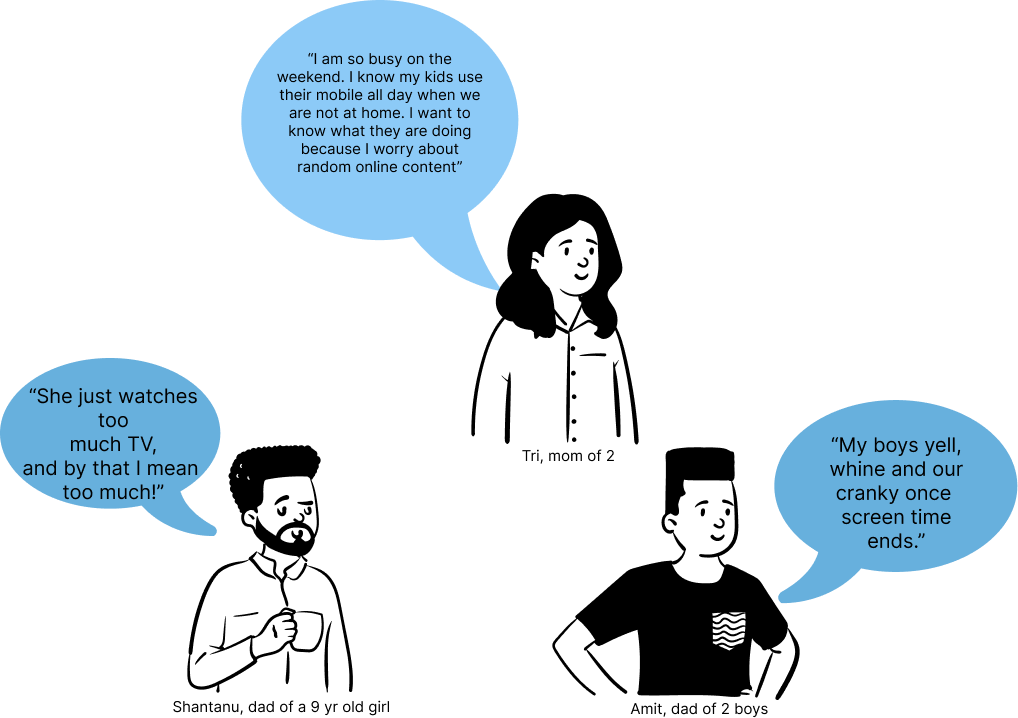 “I am so busy on the
weekend. I know my kids use
their mobile all day when we
are not at home. I want to
know what they are doing
because I worry about
random online content”
Tri, mom of 2
“She just watches
too
much TV,
and by that I mean
too much!”
Shantanu, dad of a 9 yr old girl
“My boys yell,
whine and our
cranky once
screen time
ends.”
Amit, dad of 2 boys